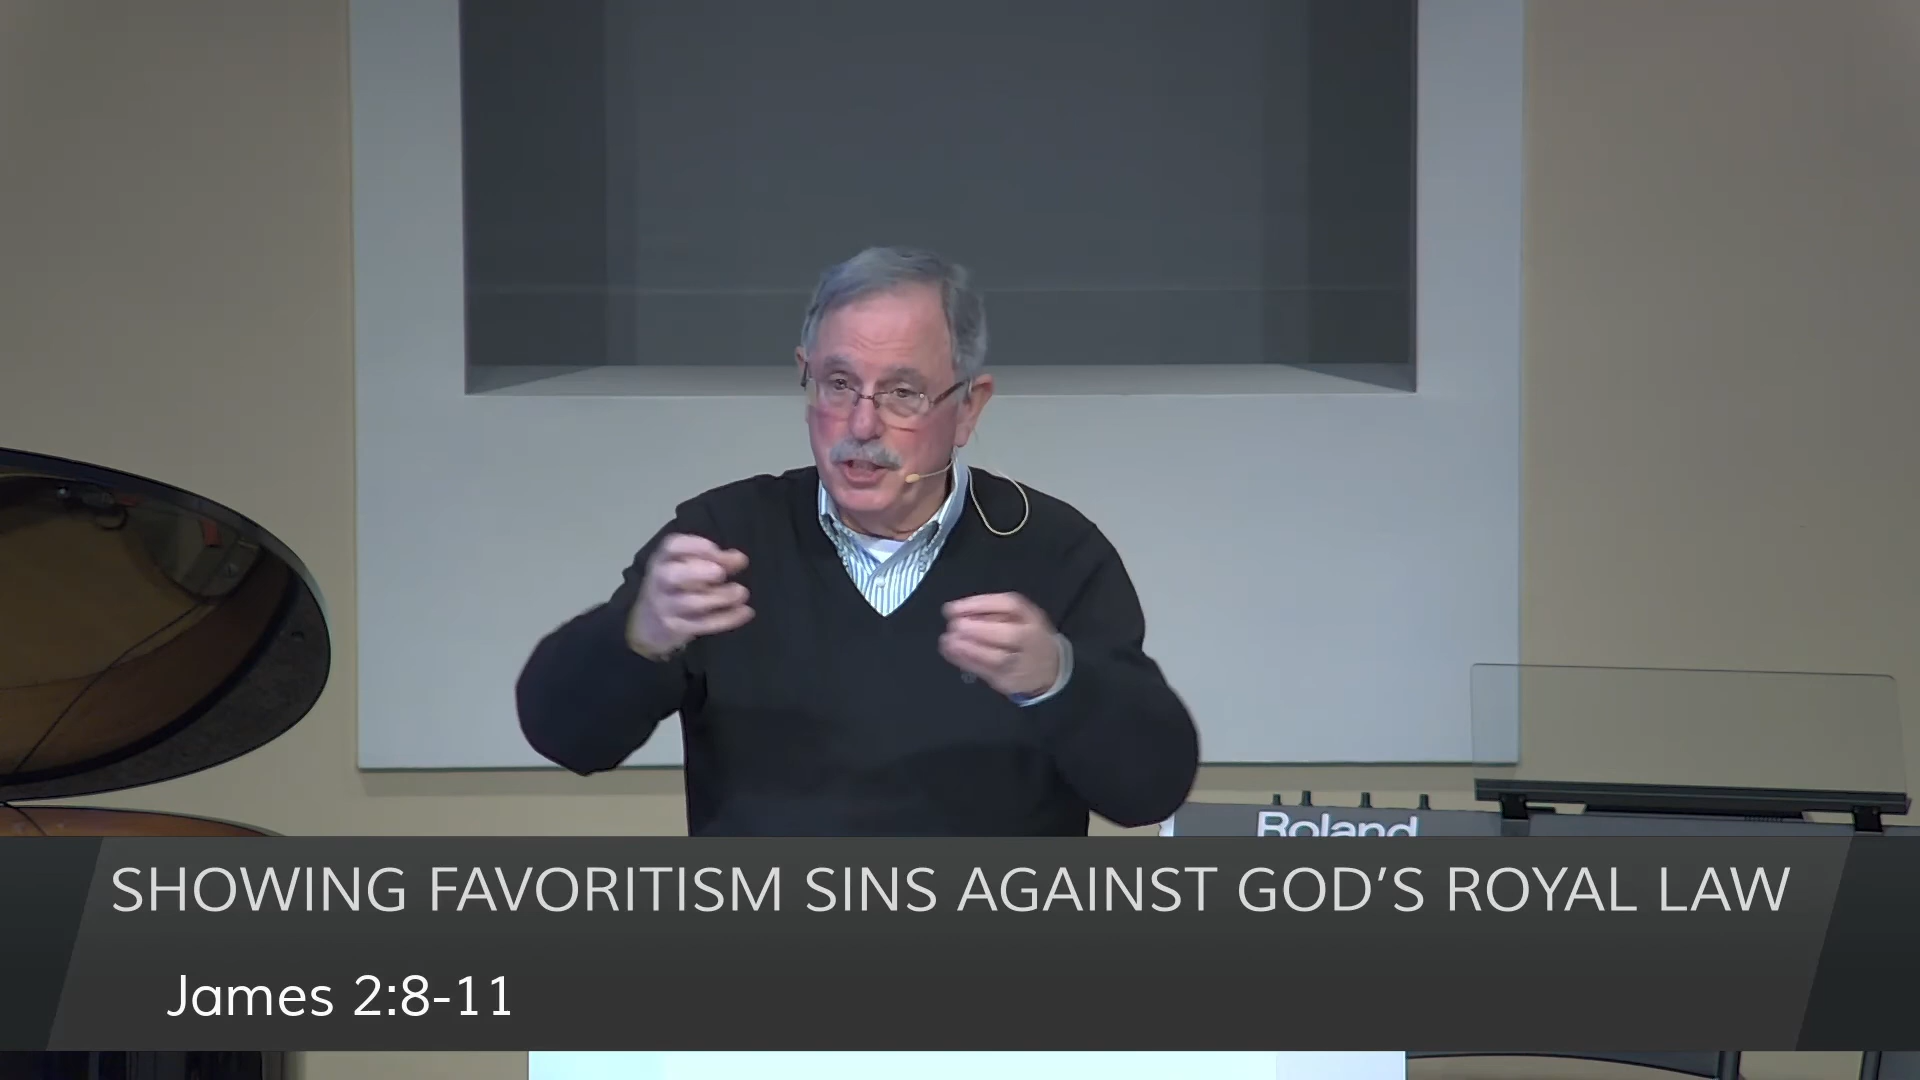 Roland
SHOWING FAVORITISM SINS AGAINST GOD’S ROYAL LAW
James 2:8-11